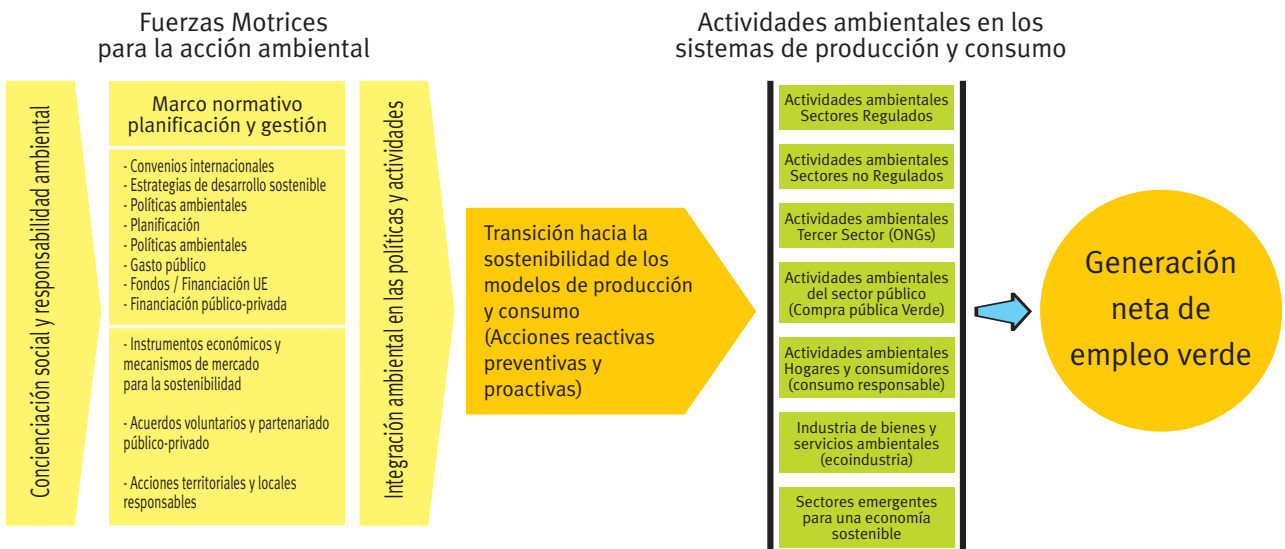 Fuerzas Motrices
para la acción ambiental
Conciencación social y responsabilidad ambiental
Marco normativo
planificación y gestión
- Convenios internacionales
- Estrategias de desarrollo sostenible
- Políticas ambientales
- Planificación
- Políticas ambientales
- Gasto público
- Fondos / Financiación UE
- Financiación público-privada
- Instrumentos económicos y
mecanismos de mercado
para la sostenibilidad
- Acuerdos voluntarios y partenariado
público-privado
- Acciones territoriales y locales
responsables
Integración ambiental en las políticas y actividades
Transición hacia la
sostenibilidad de los
modelos de producción
y consumo
(Acciones reactivas
preventivas y
proactivas)
Actividades ambientales en los
sistemas de producción y consumo
Actividades ambientales
Sectores Regulados
Actividades ambientales
Sectores no Regulados
Actividades ambientales
Tercer Sector (ONGs)
Actividades ambientales
del sector público
(Compra pública Verde)
Actividades ambientales
Hogares y consumidores
(consumo responsable)
Industria de bienes y
servicios ambientales
(ecoindustria)
Sectores emergentes
para una economía
sostenible
Generación
neta de
empleo verde